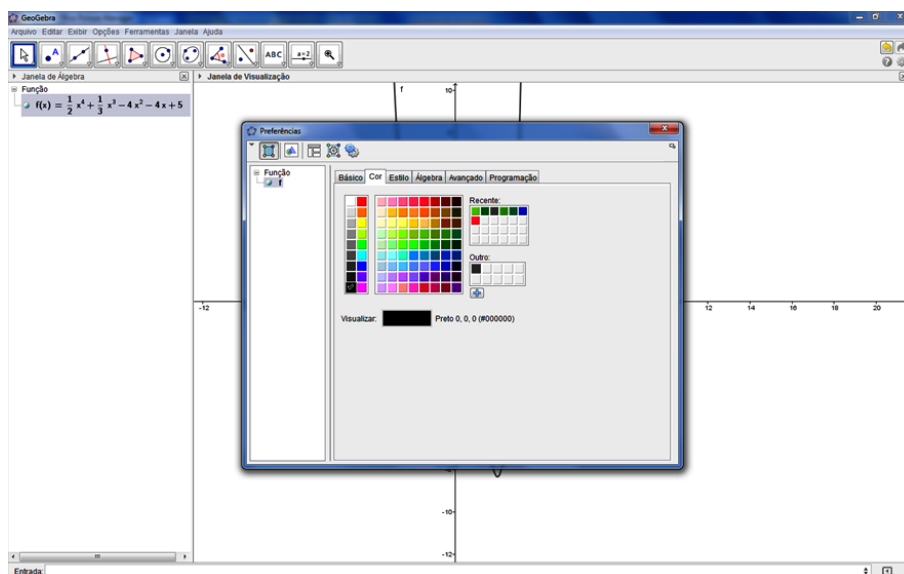 GeoGebra
Arquivo Editar Exibir Opções Ferramentas Janela Ajuda
A
ABC
a=2
Janela de Álgebra
Janela de Visualização
Função
f(x) = 1/2 x⁴ + 1/3 x³ − 4 x² − 4 x + 5
f
10
Preferências
Função
f
Básico Cor Estilo Álgebra Avançado Programação
Recente:
Outro:
Visualizar: Preto 0, 0, 0 (#000000)
-12
12 14 16 18 20
-10
-12
Entrada: